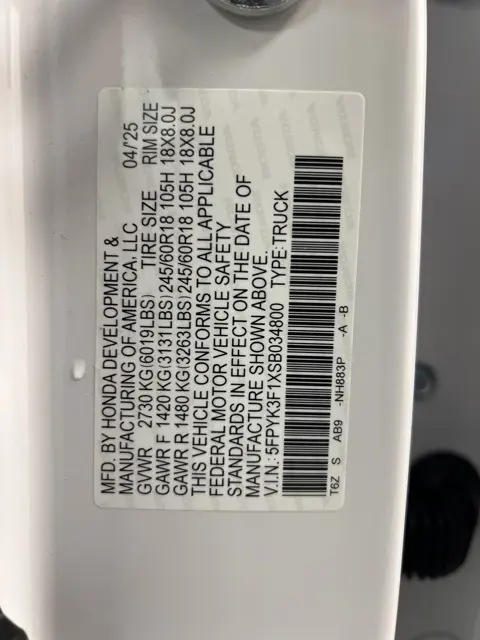 MFD. BY HONDA DEVELOPMENT &
MANUFACTURING OF AMERICA, LLC 04/'25
GVWR 2730 KG(6019LBS) TIRE SIZE RIM SIZE
GAWR F 1420 KG(3131LBS)245/60R18 105H 18X8.0J
GAWR R 1480 KG(3263LBS)245/60R18 105H 18X8.0J
THIS VEHICLE CONFORMS TO ALL APPLICABLE
FEDERAL MOTOR VEHICLE SAFETY
STANDARDS IN EFFECT ON THE DATE OF
MANUFACTURE SHOWN ABOVE.
V.I.N.: 5FPYK3F1XSB034800 TYPE:TRUCK
T6Z S AB9 -NH883P -A -B